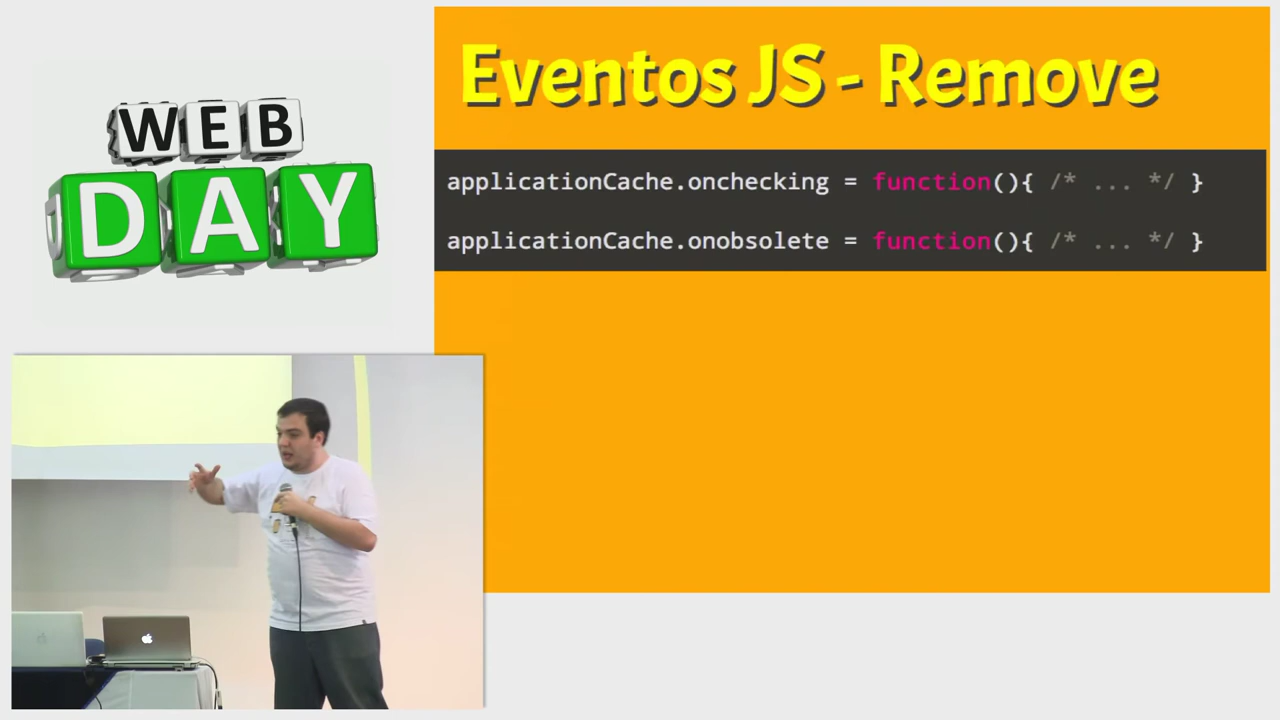 WEB
DAY
Eventos JS - Remove
applicationCache.onchecking = function(){ /* ... */ }
applicationCache.onobsolete = function(){ /* ... */ }